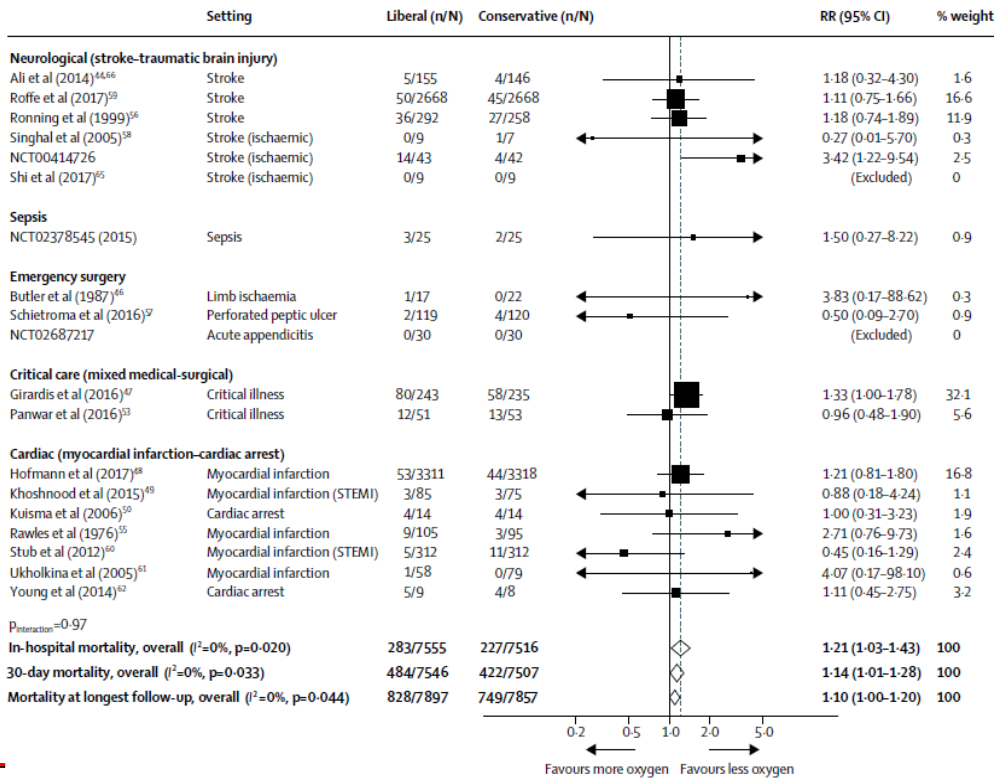 Setting Liberal (n/N) Conservative (n/N) RR (95% CI) % weight
Neurological (stroke–traumatic brain injury)
Ali et al (2014)44,66 Stroke 5/155 4/146 1·18 (0·32–4·30) 1·6
Roffe et al (2017)59 Stroke 50/2668 45/2668 1·11 (0·75–1·66) 16·6
Ronning et al (1999)56 Stroke 36/292 27/258 1·18 (0·74–1·89) 11·9
Singhal et al (2005)58 Stroke (ischaemic) 0/9 1/7 0·27 (0·01–5·70) 0·3
NCT00414726 Stroke (ischaemic) 14/43 4/42 3·42 (1·22–9·54) 2·5
Shi et al (2017)65 Stroke (ischaemic) 0/9 0/9 (Excluded) 0
Sepsis
NCT02378545 (2015) Sepsis 3/25 2/25 1·50 (0·27–8·22) 0·9
Emergency surgery
Butler et al (1987)46 Limb ischaemia 1/17 0/22 3·83 (0·17–88·62) 0·3
Schietroma et al (2016)57 Perforated peptic ulcer 2/119 4/120 0·50 (0·09–2·70) 0·9
NCT02687217 Acute appendicitis 0/30 0/30 (Excluded) 0
Critical care (mixed medical-surgical)
Girardis et al (2016)47 Critical illness 80/243 58/235 1·33 (1·00–1·78) 32·1
Panwar et al (2016)53 Critical illness 12/51 13/53 0·96 (0·48–1·90) 5·6
Cardiac (myocardial infarction–cardiac arrest)
Hofmann et al (2017)48 Myocardial infarction 53/3311 44/3318 1·21 (0·81–1·80) 16·8
Khoshnood et al (2015)49 Myocardial infarction (STEMI) 3/85 3/75 0·88 (0·18–4·24) 1·1
Kuisma et al (2006)50 Cardiac arrest 4/14 4/14 1·00 (0·31–3·23) 1·9
Rawles et al (1976)55 Myocardial infarction 9/105 3/95 2·71 (0·76–9·73) 1·6
Stub et al (2012)60 Myocardial infarction (STEMI) 5/312 11/312 0·45 (0·16–1·29) 2·4
Ukholkina et al (2005)61 Myocardial infarction 1/58 0/79 4·07 (0·17–98·10) 0·6
Young et al (2014)62 Cardiac arrest 5/9 4/8 1·11 (0·45–2·75) 3·2
pinteraction=0·97
In-hospital mortality, overall (I²=0%, p=0·020) 283/7555 227/7516 1·21 (1·03–1·43) 100
30-day mortality, overall (I²=0%, p=0·033) 484/7546 422/7507 1·14 (1·01–1·28) 100
Mortality at longest follow-up, overall (I²=0%, p=0·044) 828/7897 749/7857 1·10 (1·00–1·20) 100
0·2 0·5 1·0 2·0 5·0
Favours more oxygen Favours less oxygen